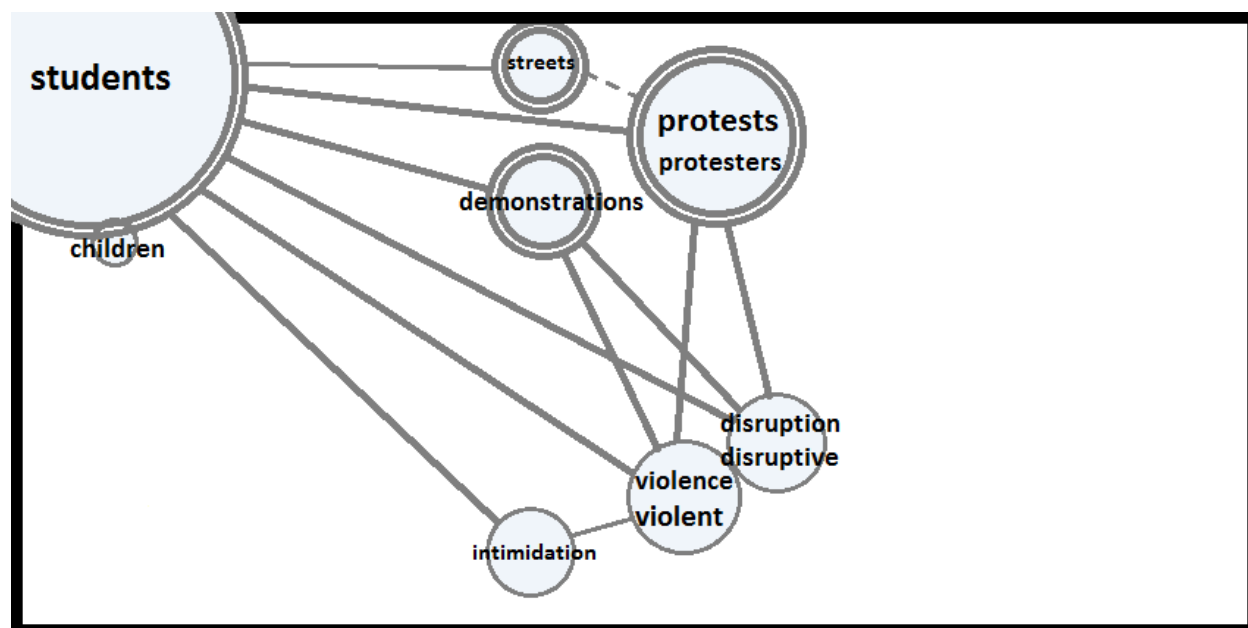 students
streets
protests
protesters
demonstrations
children
disruption
disruptive
violence
violent
intimidation